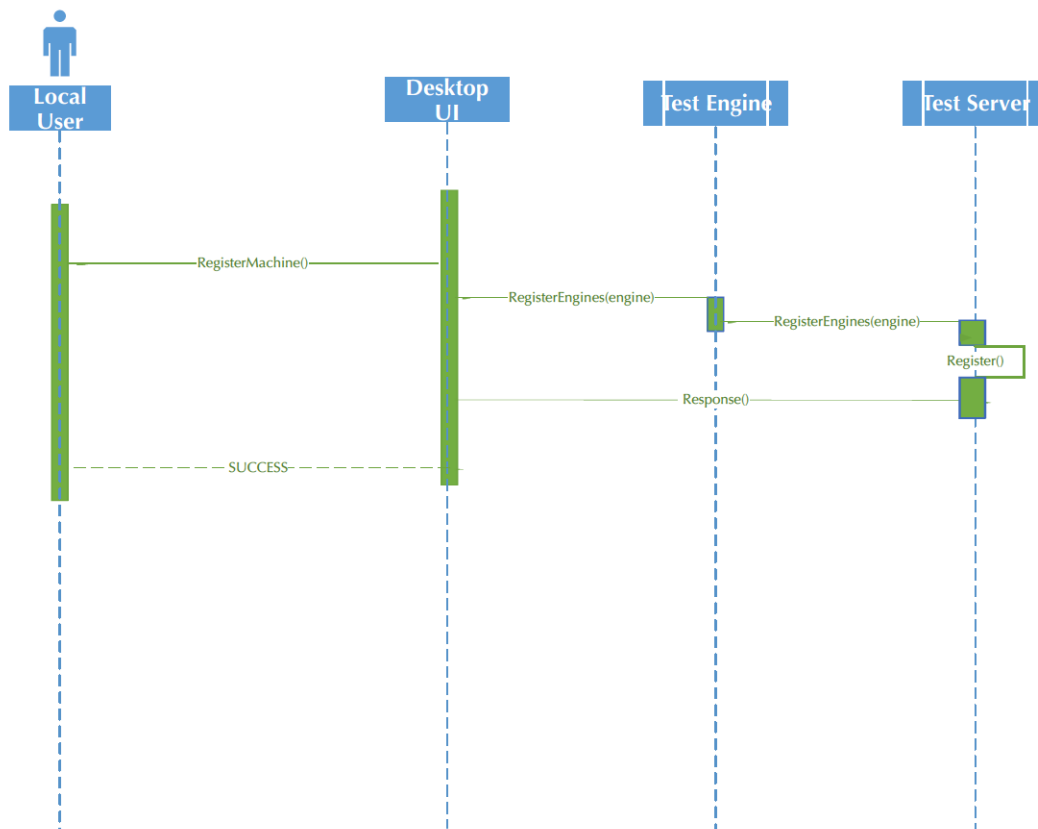 Local
User
Desktop
UI
Test Engine
Test Server
RegisterMachine()
RegisterEngines(engine)
RegisterEngines(engine)
Register()
Response()
SUCCESS